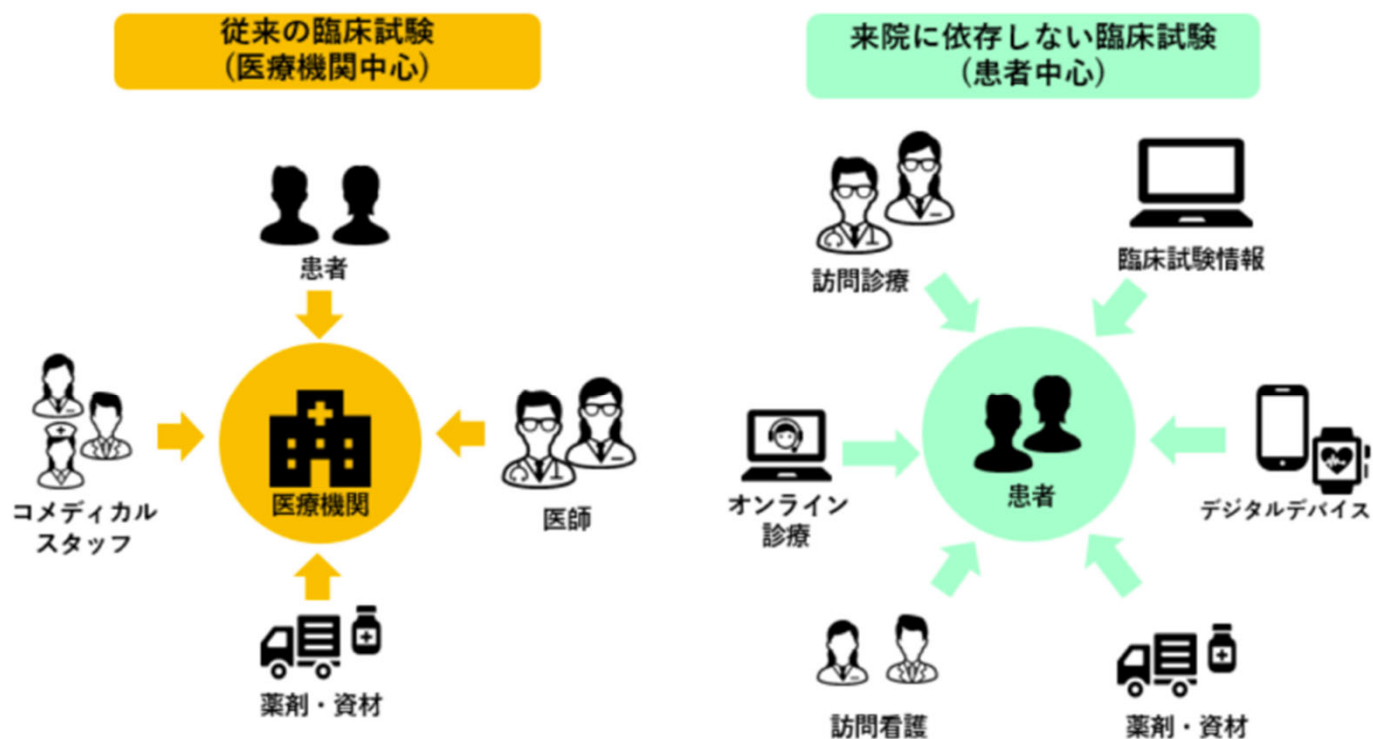 従来の臨床試験
(医療機関中心)
患者
コメディカル
スタッフ
医療機関
医師
薬剤・資材
来院に依存しない臨床試験
(患者中心)
訪問診療
臨床試験情報
オンライン
診療
患者
デジタルデバイス
訪問看護
薬剤・資材